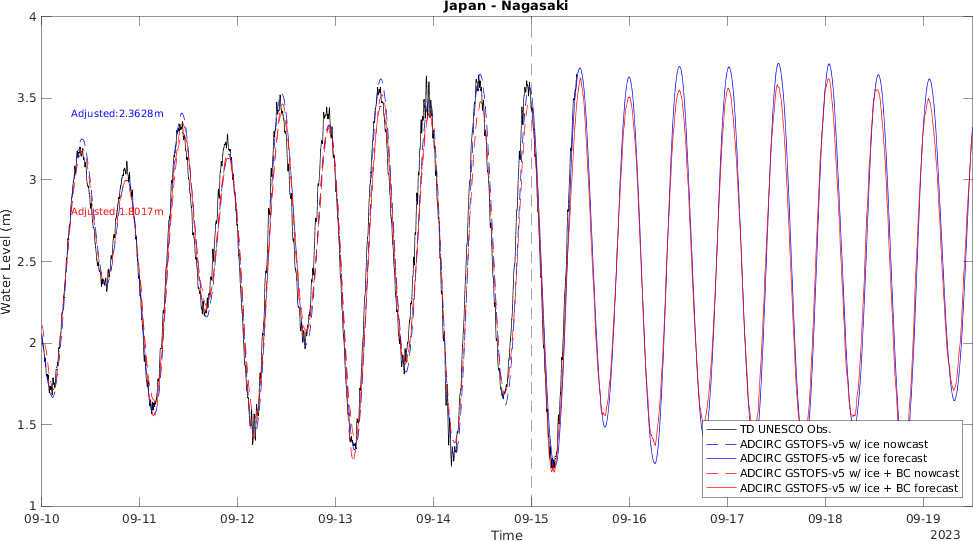 Japan - Nagasaki
4
3.5
3
2.5
2
1.5
1
Water Level (m)
Adjusted:2.3628m
Adjusted:1.8017m
TD UNESCO Obs.
ADCIRC GSTOFS-v5 w/ ice nowcast
ADCIRC GSTOFS-v5 w/ ice forecast
ADCIRC GSTOFS-v5 w/ ice + BC nowcast
ADCIRC GSTOFS-v5 w/ ice + BC forecast
09-10 09-11 09-12 09-13 09-14 09-15 09-16 09-17 09-18 09-19
Time
2023